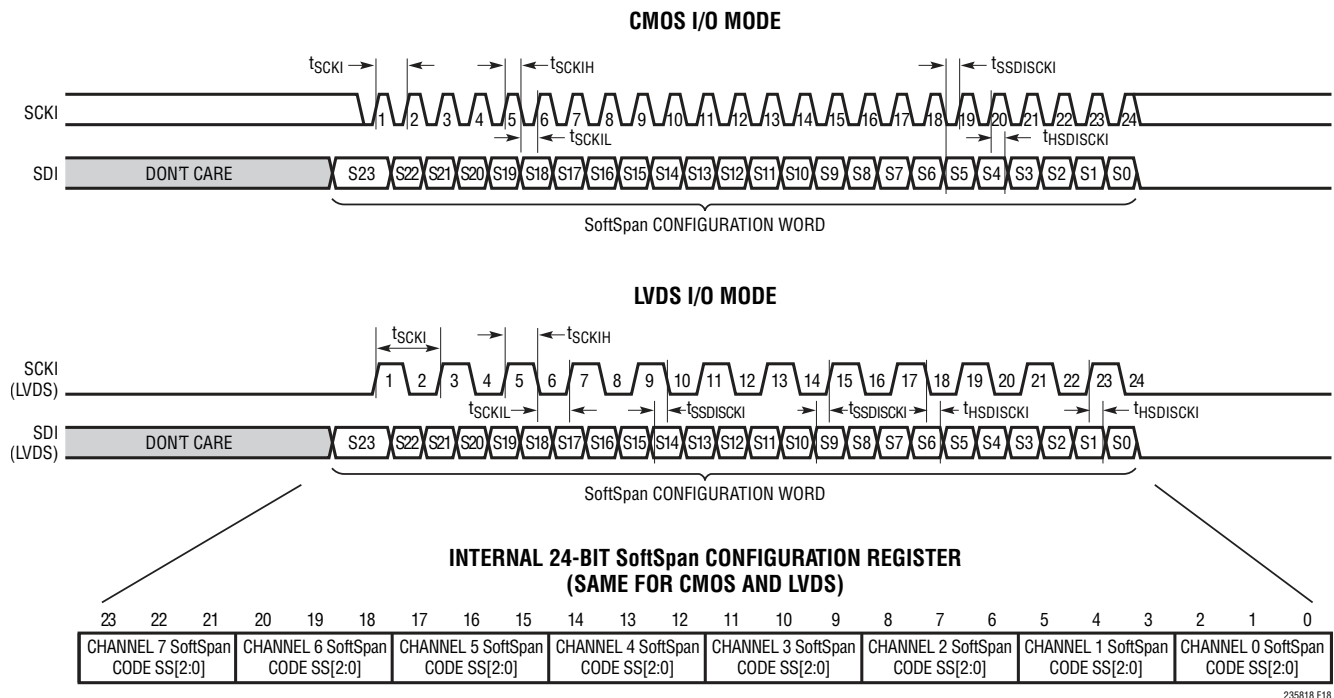 CMOS I/O MODE
tSCKI tSCKIH tSSDISCKI
SCKI 1 2 3 4 5 6 7 8 9 10 11 12 13 14 15 16 17 18 19 20 21 22 23 24
tSCKIL tHSDISCKI
SDI DON'T CARE S23 S22 S21 S20 S19 S18 S17 S16 S15 S14 S13 S12 S11 S10 S9 S8 S7 S6 S5 S4 S3 S2 S1 S0
SoftSpan CONFIGURATION WORD
LVDS I/O MODE
tSCKI tSCKIH
SCKI
(LVDS)
1 2 3 4 5 6 7 8 9 10 11 12 13 14 15 16 17 18 19 20 21 22 23 24
tSCKIL tSSDISCKI tSSDISCKI tHSDISCKI tHSDISCKI
SDI
(LVDS)
DON'T CARE S23 S22 S21 S20 S19 S18 S17 S16 S15 S14 S13 S12 S11 S10 S9 S8 S7 S6 S5 S4 S3 S2 S1 S0
SoftSpan CONFIGURATION WORD
INTERNAL 24-BIT SoftSpan CONFIGURATION REGISTER
(SAME FOR CMOS AND LVDS)
23 22 21 20 19 18 17 16 15 14 13 12 11 10 9 8 7 6 5 4 3 2 1 0
CHANNEL 7 SoftSpan
CODE SS[2:0]
CHANNEL 6 SoftSpan
CODE SS[2:0]
CHANNEL 5 SoftSpan
CODE SS[2:0]
CHANNEL 4 SoftSpan
CODE SS[2:0]
CHANNEL 3 SoftSpan
CODE SS[2:0]
CHANNEL 2 SoftSpan
CODE SS[2:0]
CHANNEL 1 SoftSpan
CODE SS[2:0]
CHANNEL 0 SoftSpan
CODE SS[2:0]
235818 F18